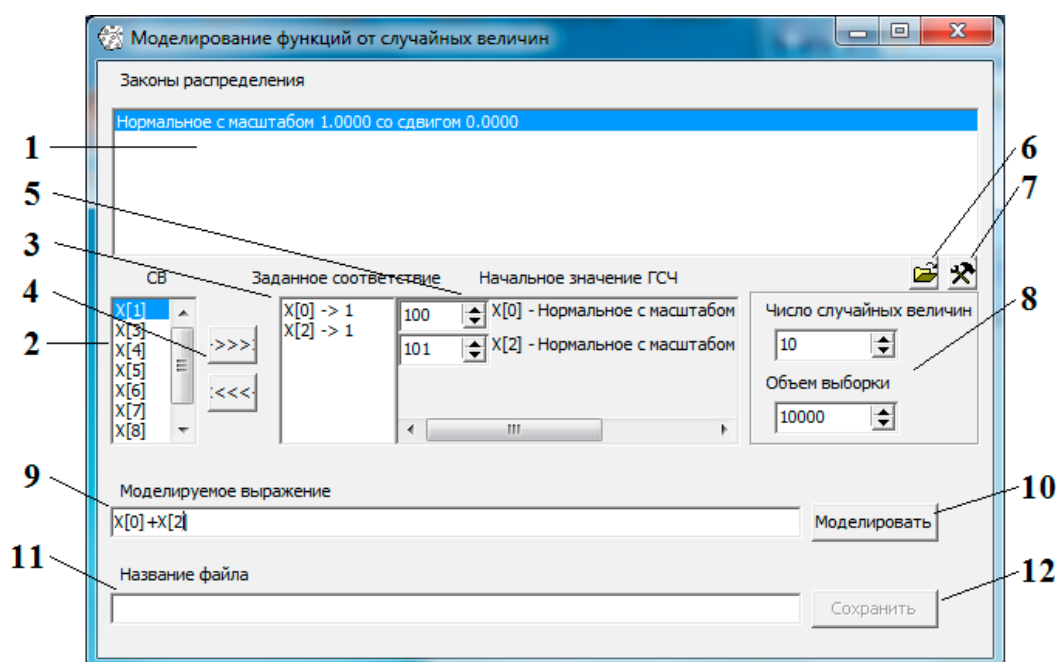 Моделирование функций от случайных величин
Законы распределения
Нормальное с масштабом 1.0000 со сдвигом 0.0000
1
6
5
7
3
СВ
Заданное соответствие
Начальное значение ГСЧ
4
8
X[1]
X[3]
X[4]
X[5]
X[6]
X[7]
X[8]
2
>>>
<<<
X[0] -> 1
X[2] -> 1
100
X[0] - Нормальное с масштабом
101
X[2] - Нормальное с масштабом
Число случайных величин
10
Объем выборки
10000
9
Моделируемое выражение
10
X[0]+X[2
Моделировать
11
Название файла
12
Сохранить